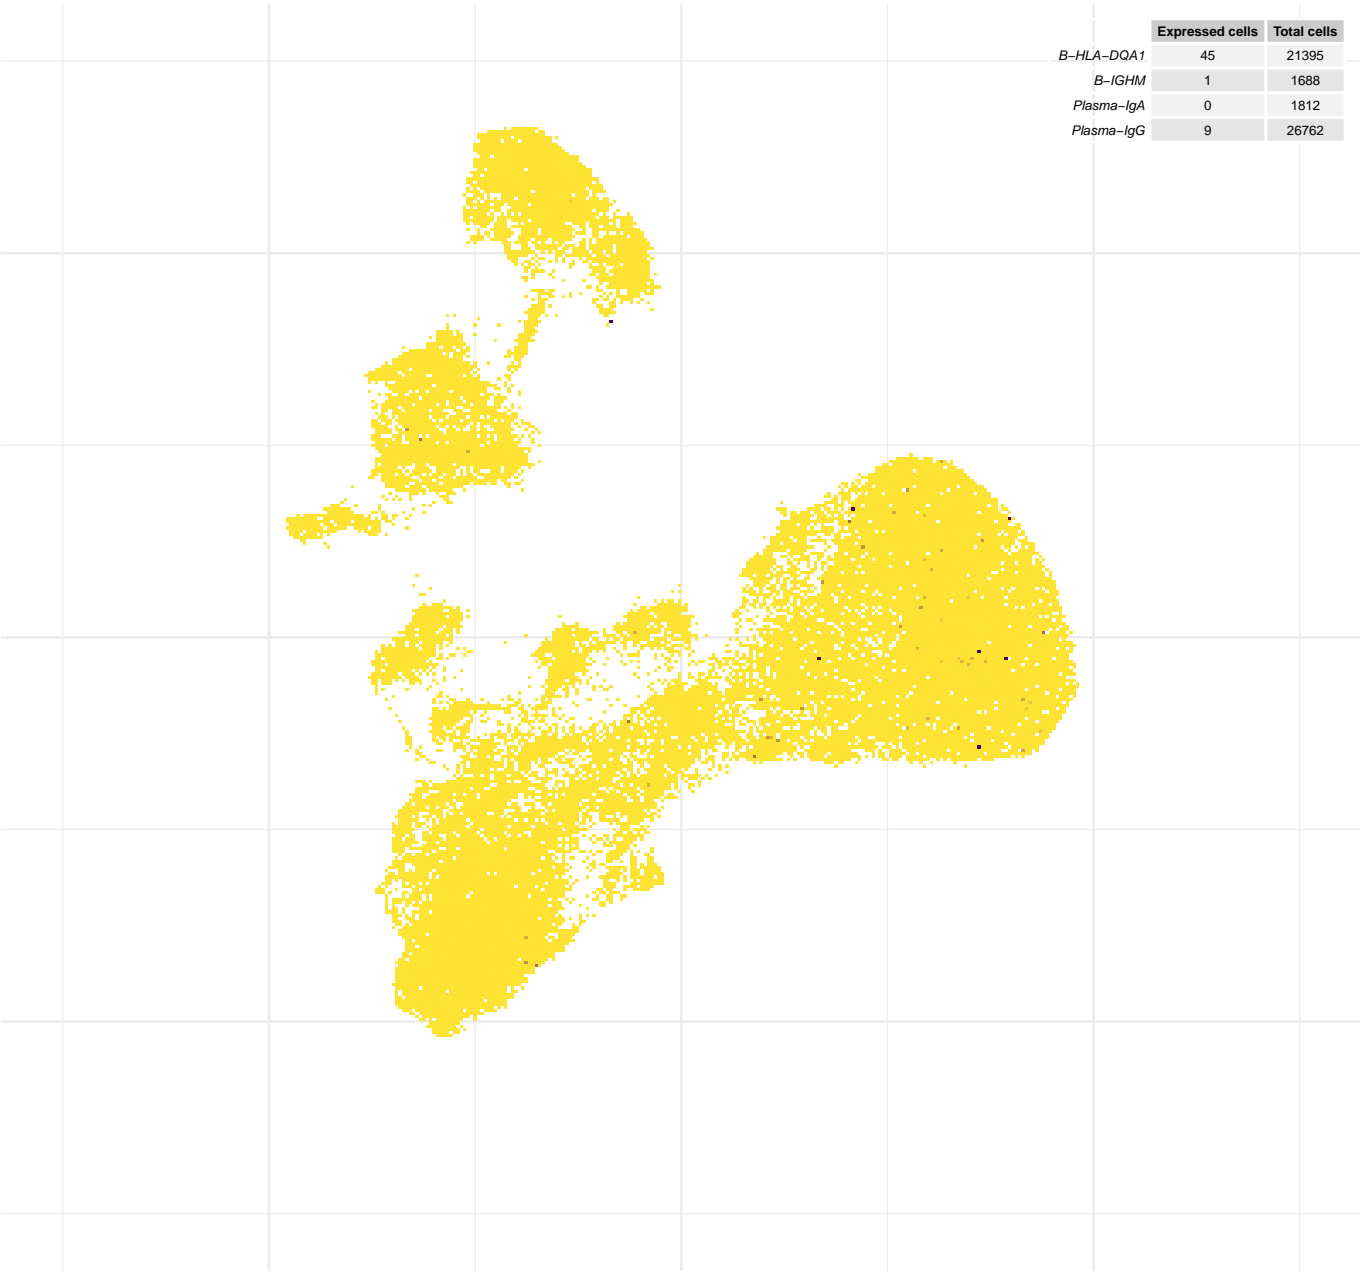 Expressed cells Total cells
B−HLA−DQA1 45 21395
B−IGHM 1 1688
Plasma−IgA 0 1812
Plasma−IgG 9 26762